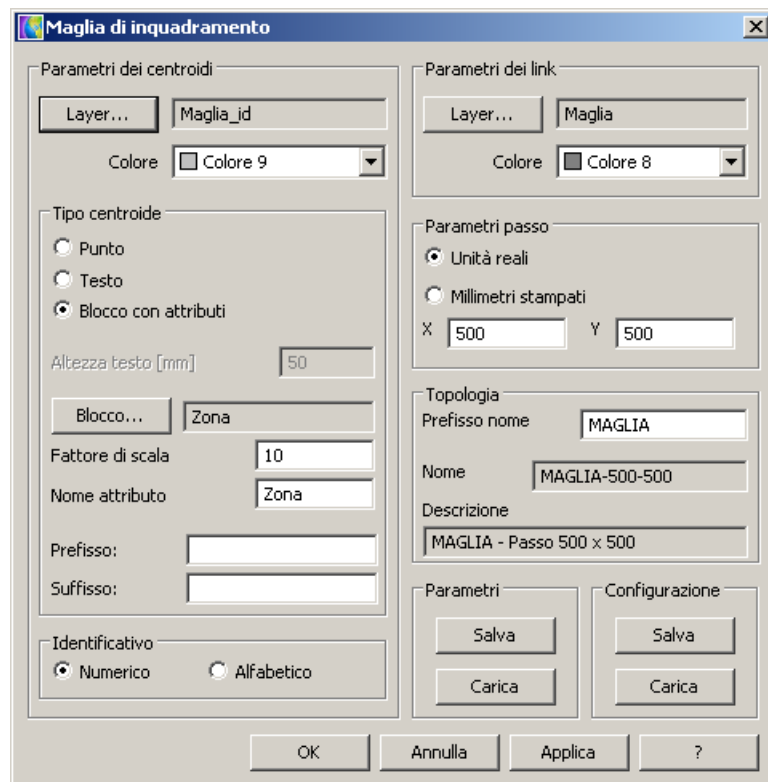 Maglia di inquadramento
Parametri dei centroidi
Layer... Maglia_id
Colore Colore 9
Tipo centroide
Punto
Testo
Blocco con attributi
Altezza testo [mm] 50
Blocco... Zona
Fattore di scala 10
Nome attributo Zona
Prefisso:
Suffisso:
Identificativo
Numerico Alfabetico
Parametri dei link
Layer... Maglia
Colore Colore 8
Parametri passo
Unità reali
Millimetri stampati
X 500 Y 500
Topologia
Prefisso nome MAGLIA
Nome MAGLIA-500-500
Descrizione
MAGLIA - Passo 500 x 500
Parametri
Salva
Carica
Configurazione
Salva
Carica
OK Annulla Applica ?